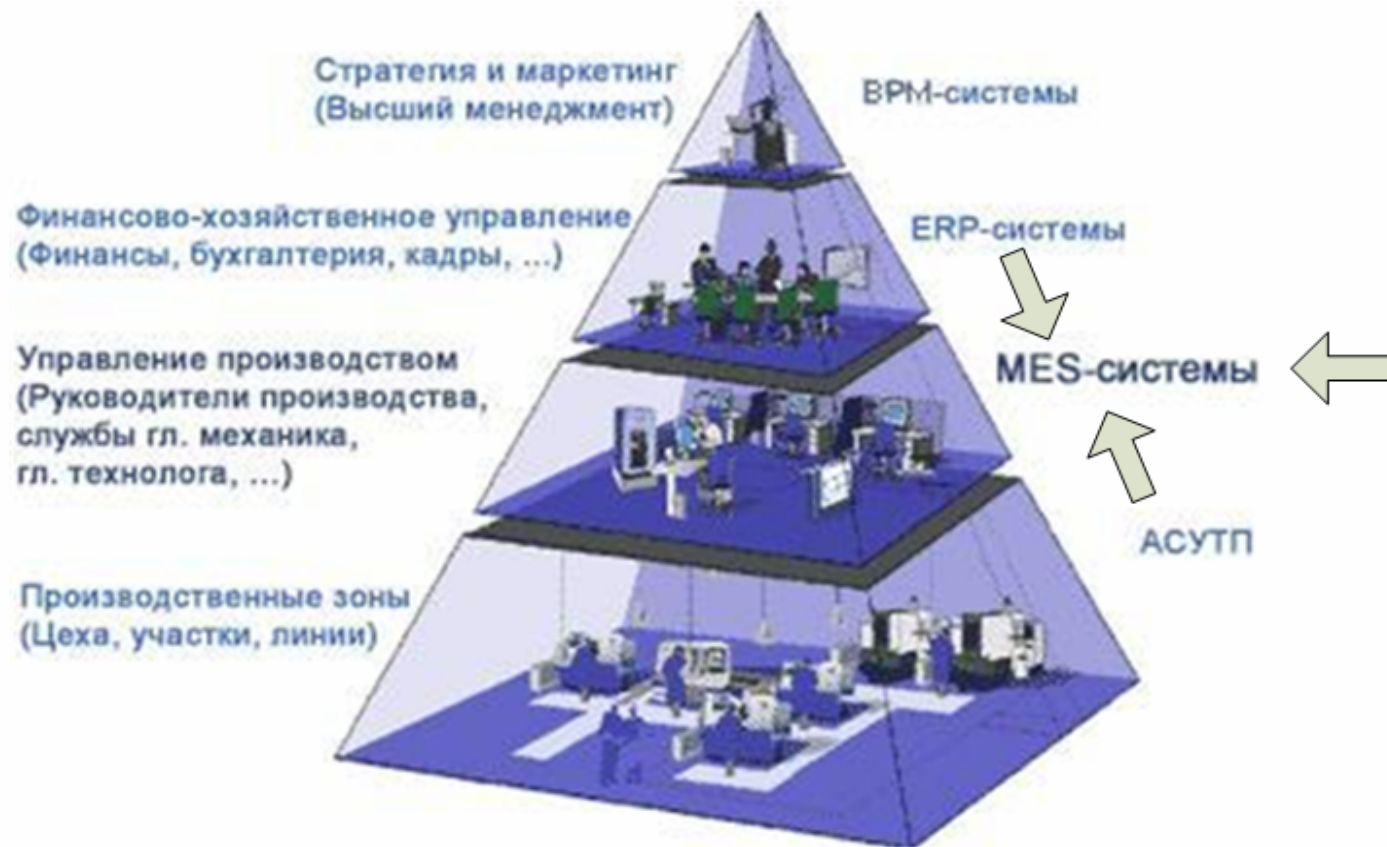 Стратегия и маркетинг
(Высший менеджмент)
BPM-системы
Финансово-хозяйственное управление
(Финансы, бухгалтерия, кадры, ...)
ERP-системы
Управление производством
(Руководители производства,
службы гл. механика,
гл. технолога, ...)
MES-системы
АСУТП
Производственные зоны
(Цеха, участки, линии)